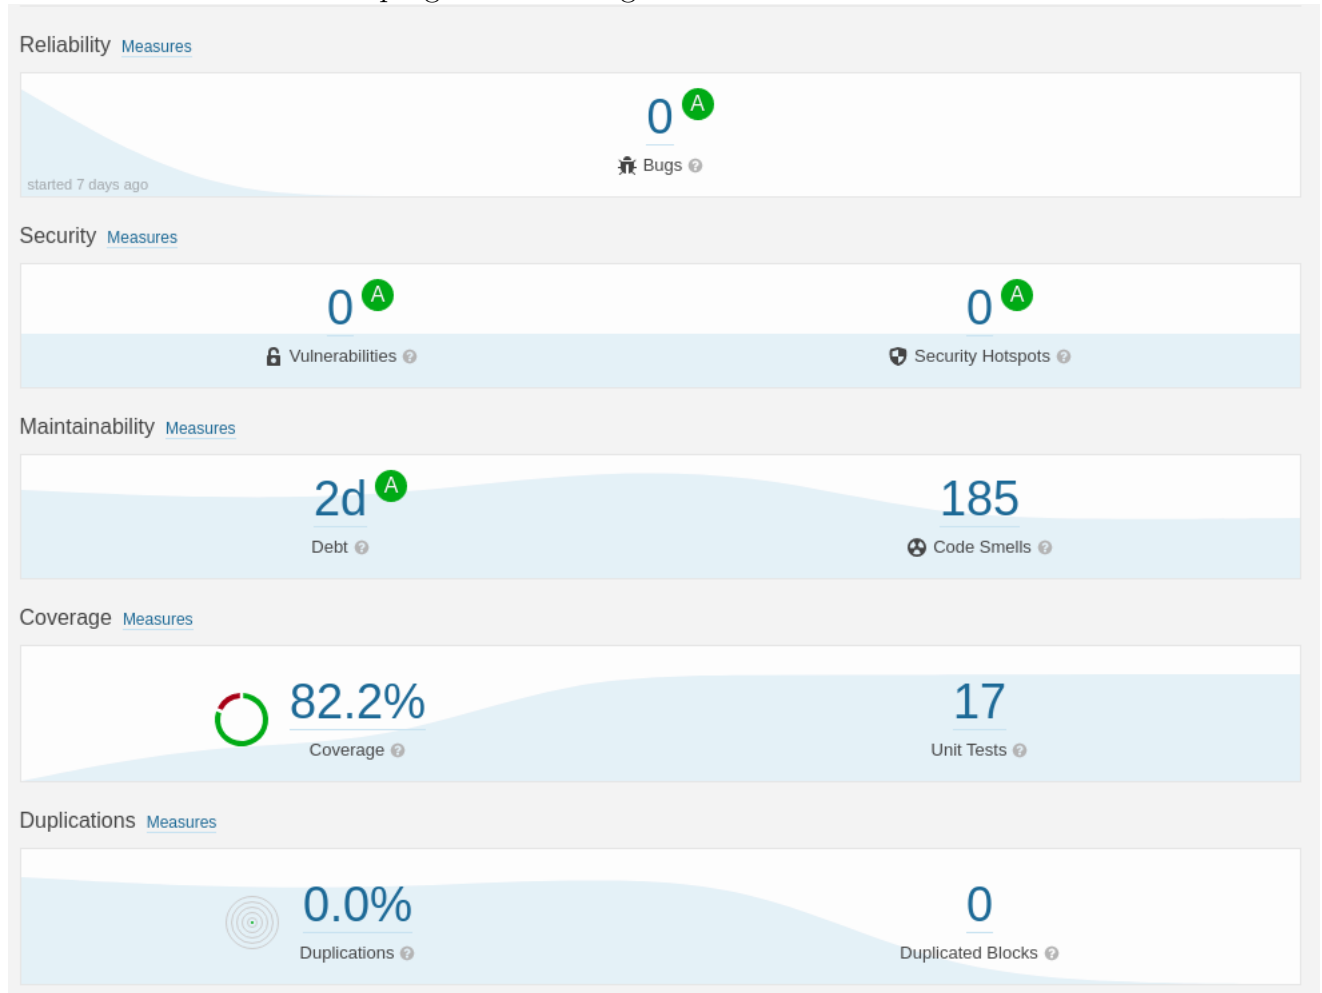 Reliability Measures
0 A
Bugs ?
started 7 days ago
Security Measures
0 A 0 A
Vulnerabilities ? Security Hotspots ?
Maintainability Measures
2d A 185
Debt ? Code Smells ?
Coverage Measures
82.2% 17
Coverage ? Unit Tests ?
Duplications Measures
0.0% 0
Duplications ? Duplicated Blocks ?